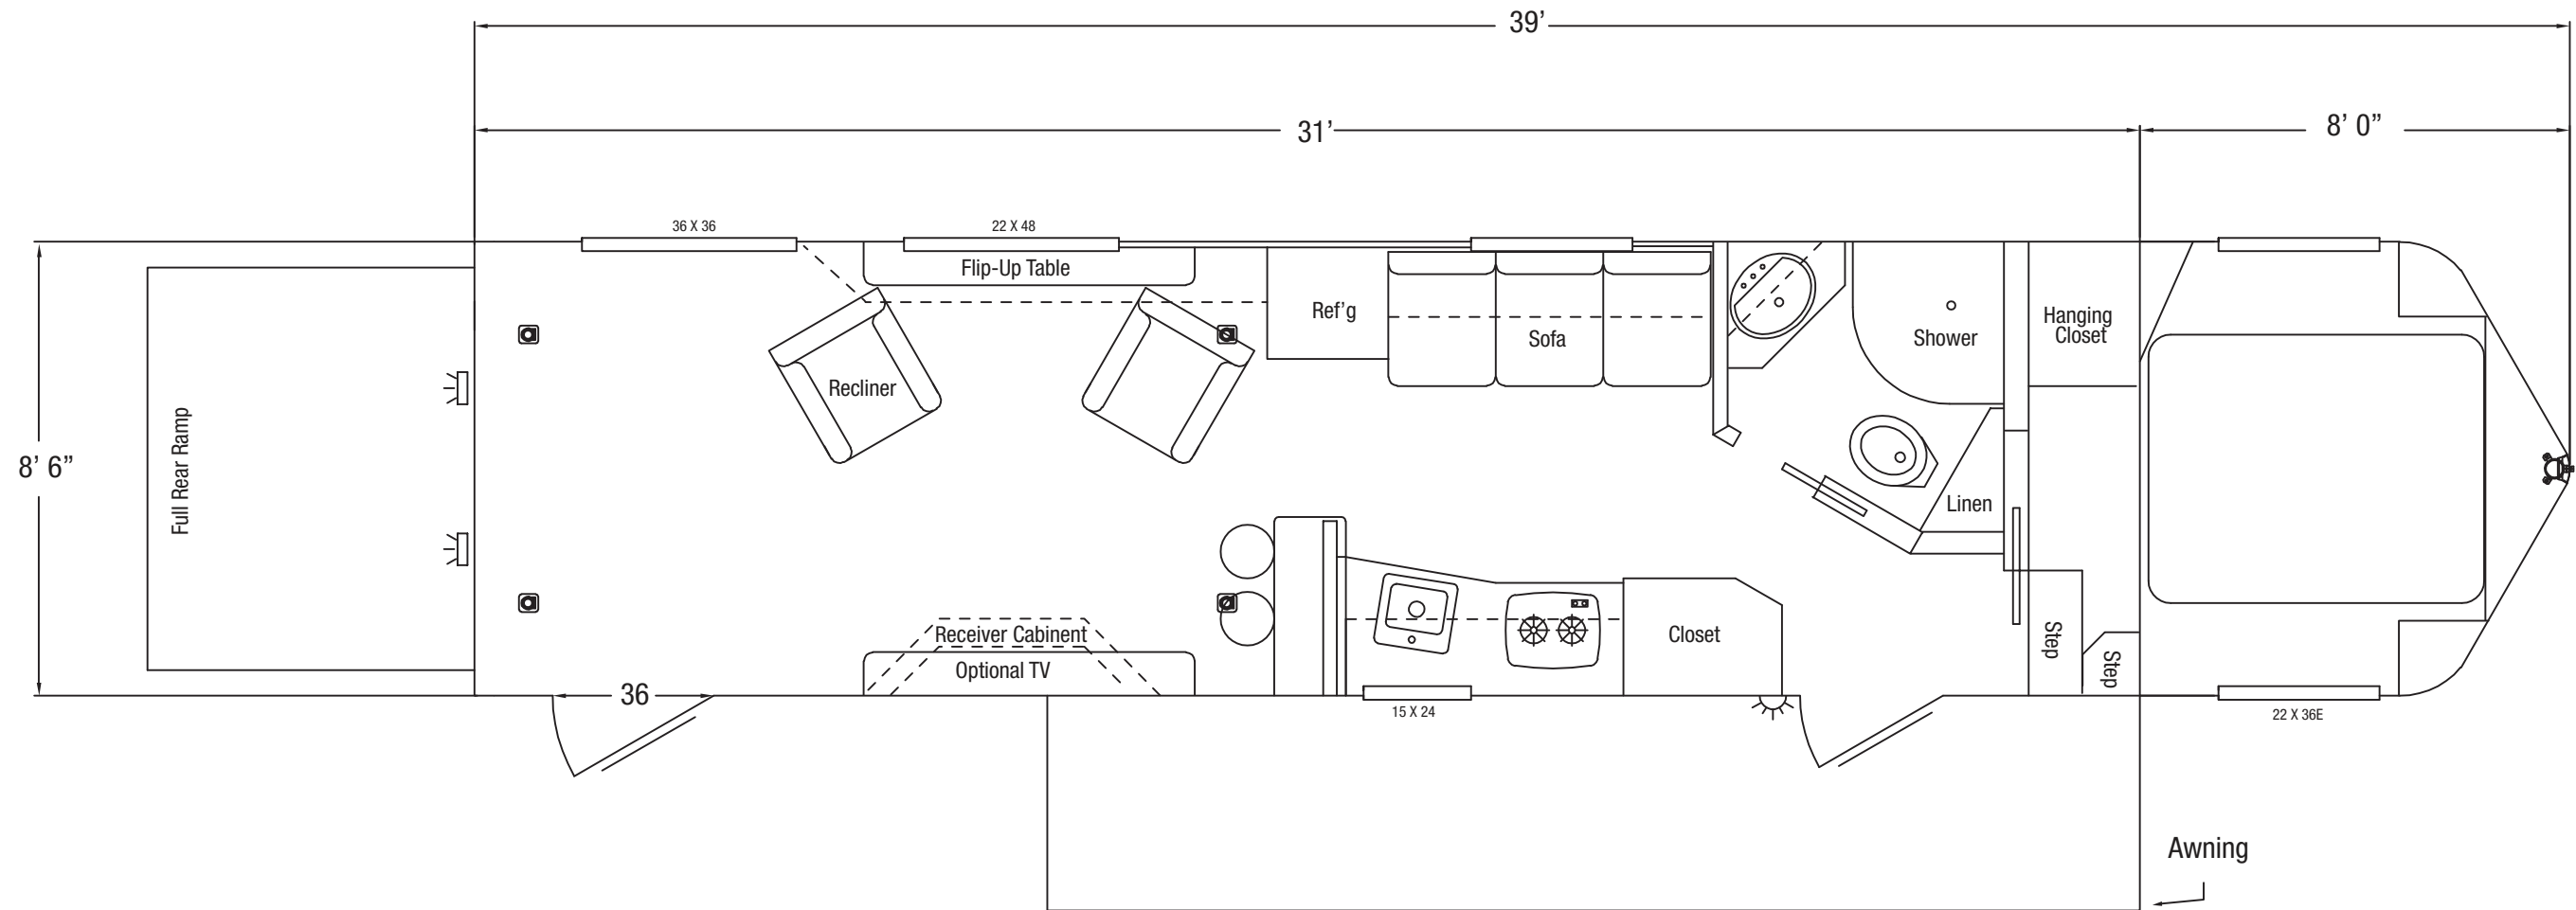 39’
31’
8’ 0”
36 X 36
22 X 48
Flip-Up Table
Ref’g
Sofa
Shower
Hanging
Closet
Recliner
8’ 6”
Full Rear Ramp
Linen
Receiver Cabinent
Optional TV
Closet
Step
Step
36
15 X 24
22 X 36E
Awning